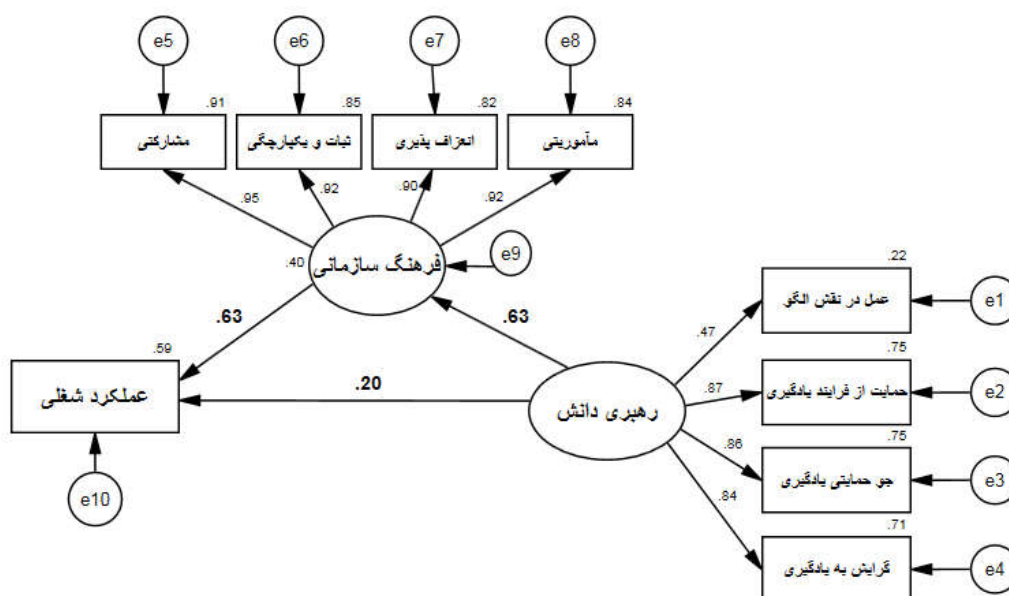 e5
e6
e7
e8
.91
.85
.82
.84
مشارکتی
ثبات و یکپارچگی
انعزاف پذیری
مآموریتی
.95
.92
.90
.92
فرهنگ سازمانی
.40
e9
.63
.63
.59
عملکرد شغلی
.20
e10
رهبری دانش
.47
.87
.86
.84
.22
عمل در نقش الگو
e1
.75
حمایت از فرایند یادگیری
e2
.75
جو حمایتی یادگیری
e3
.71
گرایش به یادگیری
e4